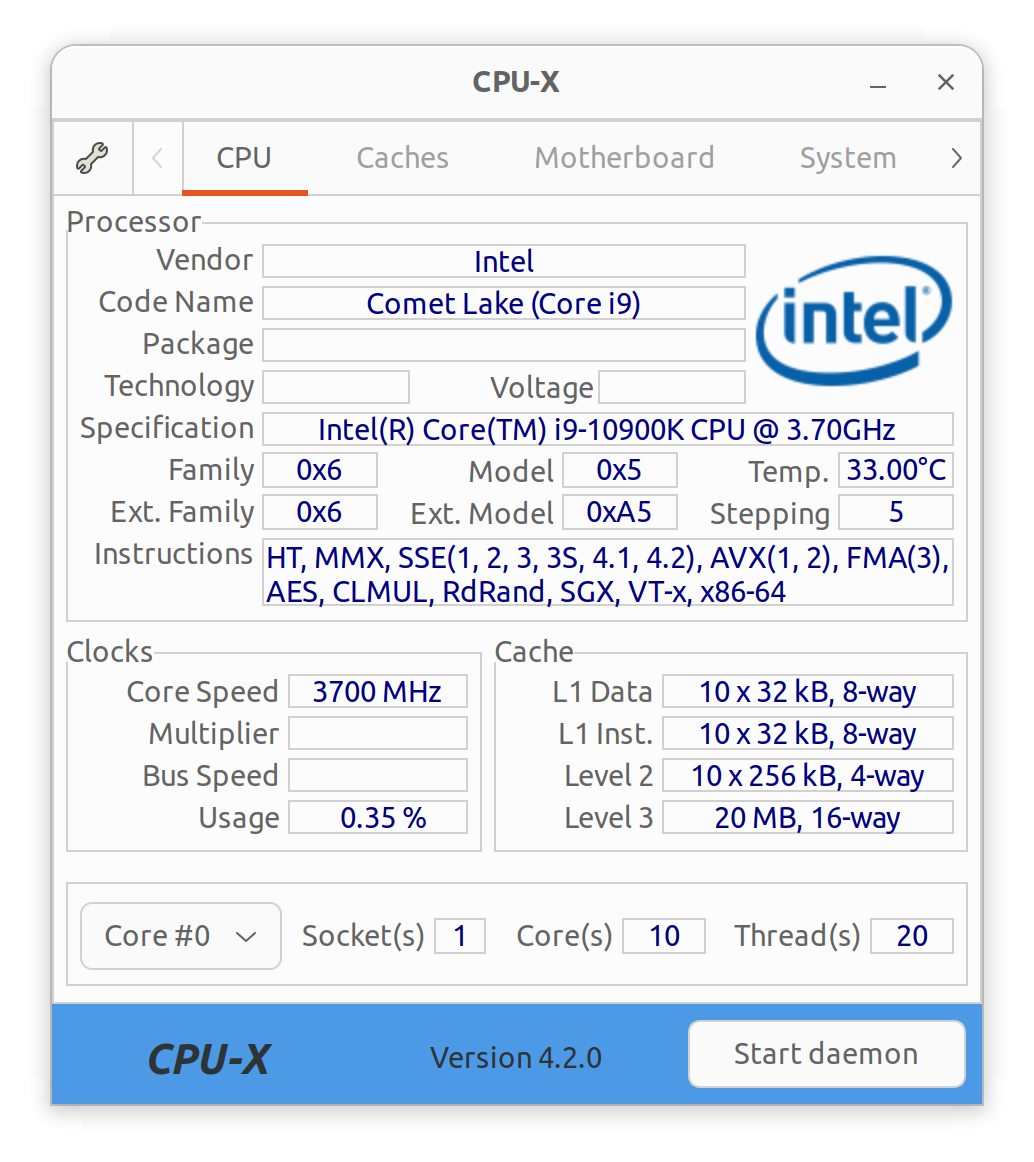 CPU-X
CPU Caches Motherboard System
Processor
Vendor Intel
intel®
Code Name Comet Lake (Core i9)
Package
Technology Voltage
Specification Intel(R) Core(TM) i9-10900K CPU @ 3.70GHz
Family 0x6 Model 0x5 Temp. 33.00°C
Ext. Family 0x6 Ext. Model 0xA5 Stepping 5
Instructions HT, MMX, SSE(1, 2, 3, 3S, 4.1, 4.2), AVX(1, 2), FMA(3),
AES, CLMUL, RdRand, SGX, VT-x, x86-64
Clocks
Core Speed 3700 MHz
Multiplier
Bus Speed
Usage 0.35 %
Cache
L1 Data 10 x 32 kB, 8-way
L1 Inst. 10 x 32 kB, 8-way
Level 2 10 x 256 kB, 4-way
Level 3 20 MB, 16-way
Core #0 Socket(s) 1 Core(s) 10 Thread(s) 20
CPU-X Version 4.2.0 Start daemon